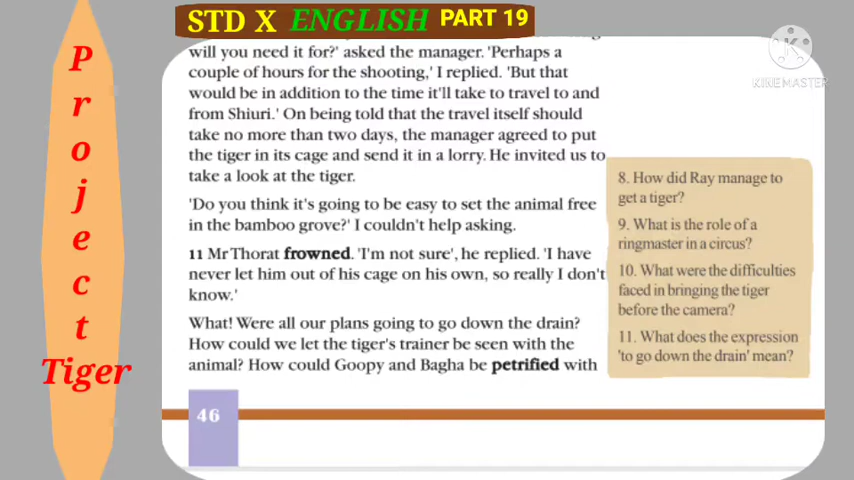 STD X ENGLISH PART 19
Project
Tiger
will you need it for?' asked the manager. 'Perhaps a
couple of hours for the shooting,' I replied. 'But that
would be in addition to the time it'll take to travel to and
from Shiuri.' On being told that the travel itself should
take no more than two days, the manager agreed to put
the tiger in its cage and send it in a lorry. He invited us to
take a look at the tiger.
'Do you think it's going to be easy to set the animal free
in the bamboo grove?' I couldn't help asking.
11 Mr Thorat frowned. 'I'm not sure', he replied. 'I have
never let him out of his cage on his own, so really I don't
know.'
What! Were all our plans going to go down the drain?
How could we let the tiger's trainer be seen with the
animal? How could Goopy and Bagha be petrified with
46
8. How did Ray manage to
get a tiger?
9. What is the role of a
ringmaster in a circus?
10. What were the difficulties
faced in bringing the tiger
before the camera?
11. What does the expression
'to go down the drain' mean?
KINEMASTER